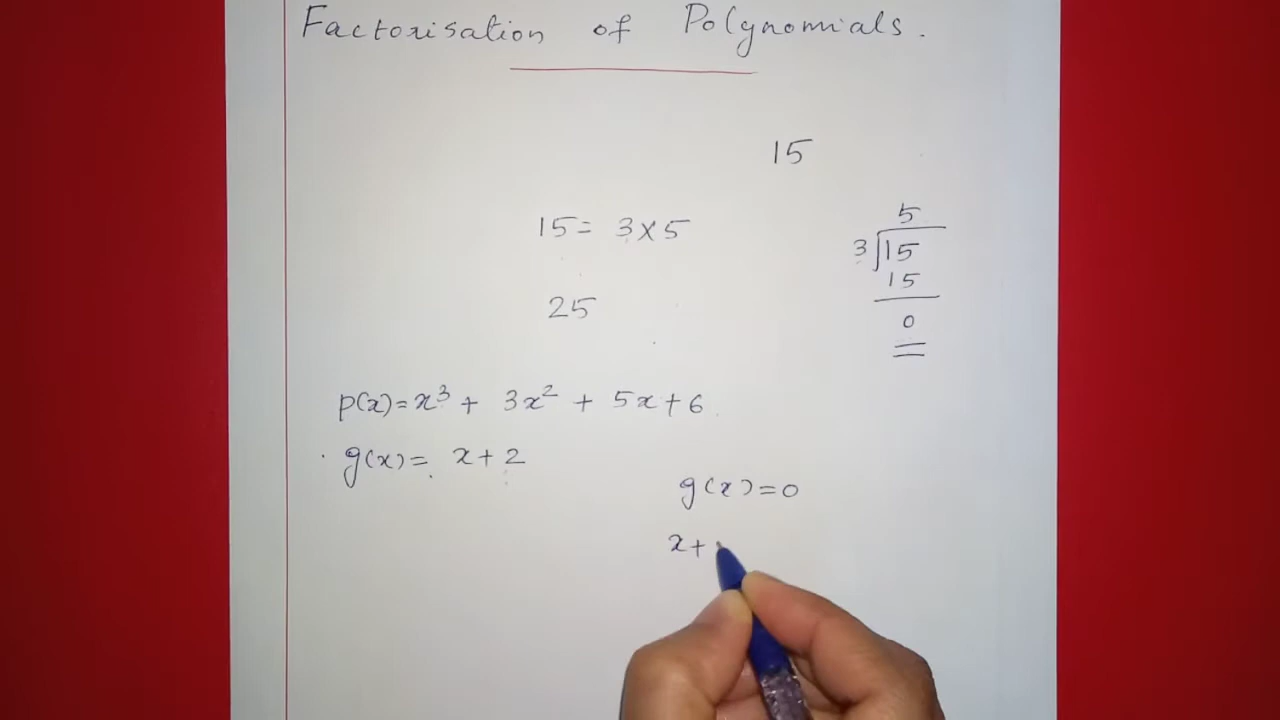 Factorisation of Polynomials.
15
15= 3×5
5
3 15
15
0
25
p(x)=x³ + 3x² + 5x+6
g(x)= x+2
g(x)=0
x+